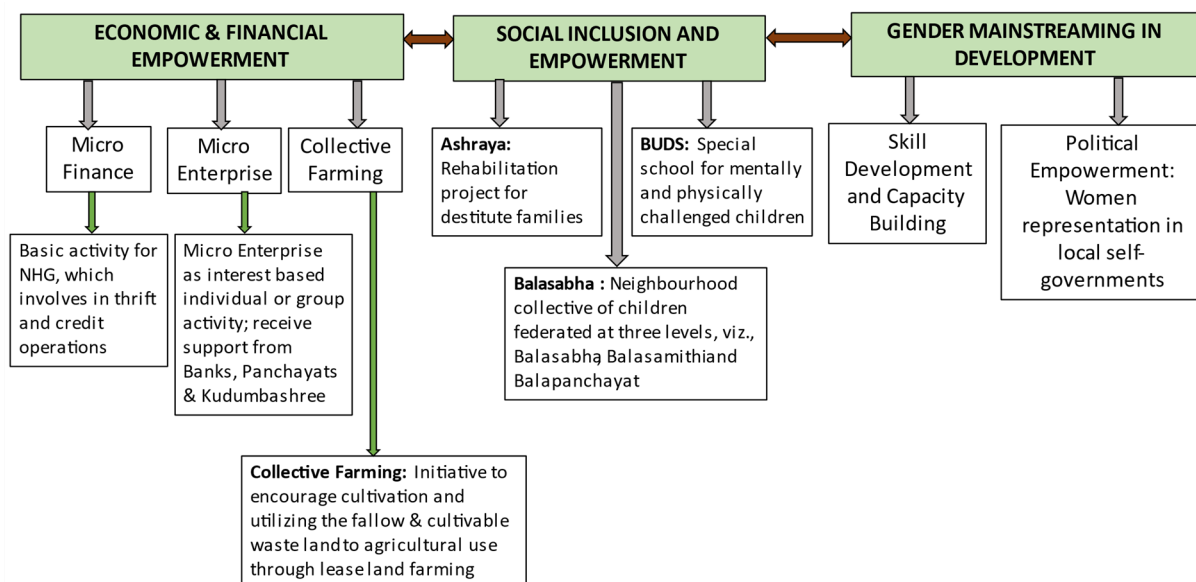 ECONOMIC & FINANCIAL
EMPOWERMENT
SOCIAL INCLUSION AND
EMPOWERMENT
GENDER MAINSTREAMING IN
DEVELOPMENT
Micro
Finance
Micro
Enterprise
Collective
Farming
Ashraya:
Rehabilitation
project for
destitute families
BUDS: Special
school for mentally
and physically
challenged children
Skill
Development
and Capacity
Building
Political
Empowerment:
Women
representation in
local self-
governments
Basic activity for
NHG, which
involves in thrift
and credit
operations
Micro Enterprise
as interest based
individual or group
activity; receive
support from
Banks, Panchayats
& Kudumbashree
Balasabha : Neighbourhood
collective of children
federated at three levels, viz.,
Balasabha, Balasamithiand
Balapanchayat
Collective Farming: Initiative to
encourage cultivation and
utilizing the fallow & cultivable
waste land to agricultural use
through lease land farming